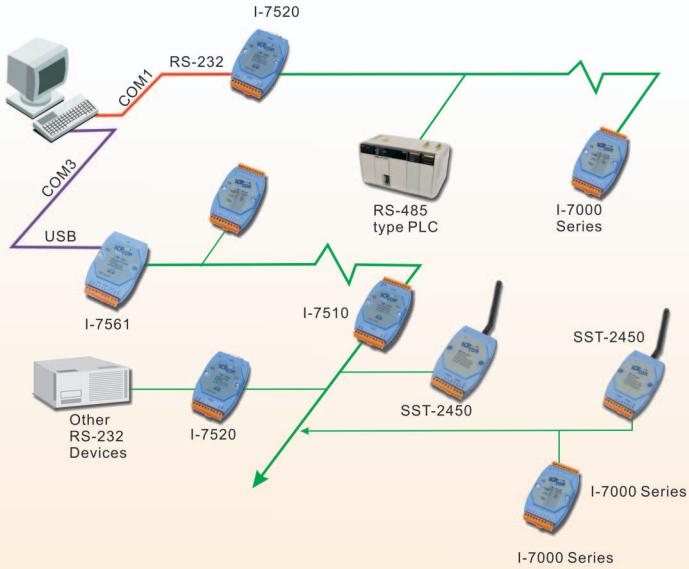 I-7520
RS-232
COM1
COM3
USB
RS-485
type PLC
I-7000
Series
I-7561
I-7510
SST-2450
SST-2450
Other
RS-232
Devices
I-7520
I-7000 Series
I-7000 Series